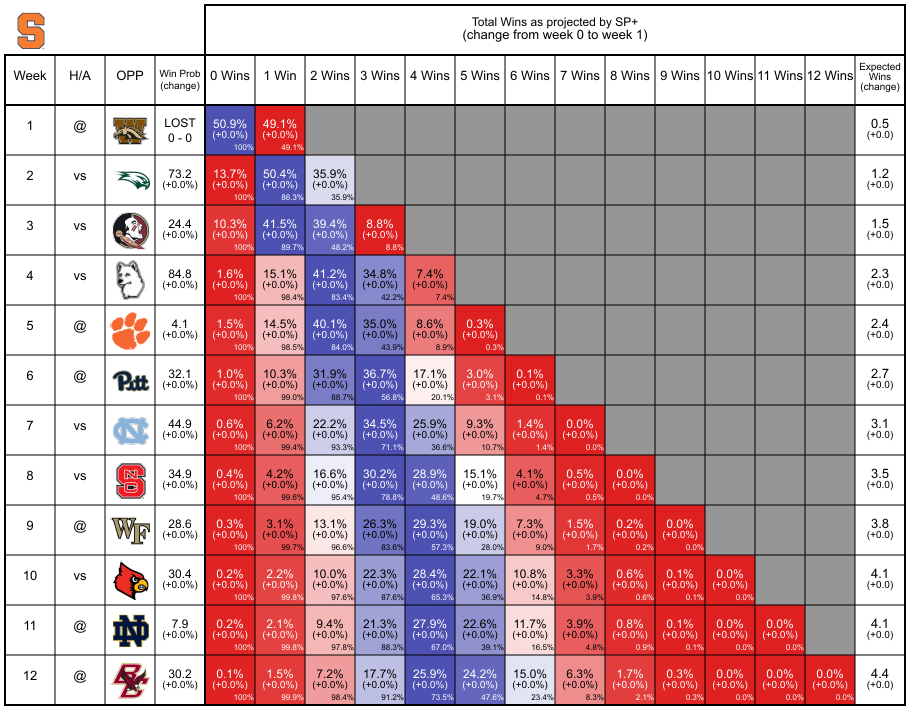 S
Total Wins as projected by SP+
(change from week 0 to week 1)
Week H/A OPP Win Prob (change) 0 Wins 1 Win 2 Wins 3 Wins 4 Wins 5 Wins 6 Wins 7 Wins 8 Wins 9 Wins 10 Wins 11 Wins 12 Wins Expected Wins (change)
1 @ W LOST 50.9% 49.1% 0.5
0 - 0 (+0.0%) (+0.0%) (+0.0)
100% 49.1%
2 vs 73.2 13.7% 50.4% 35.9% 1.2
(+0.0%) (+0.0%) (+0.0%) (+0.0%) (+0.0)
100% 86.3% 35.9%
3 vs 24.4 10.3% 41.5% 39.4% 8.8% 1.5
(+0.0%) (+0.0%) (+0.0%) (+0.0%) (+0.0%) (+0.0)
100% 89.7% 48.2% 8.8%
4 vs 84.8 1.6% 15.1% 41.2% 34.8% 7.4% 2.3
(+0.0%) (+0.0%) (+0.0%) (+0.0%) (+0.0%) (+0.0%) (+0.0)
100% 98.4% 83.4% 42.2% 7.4%
5 @ 4.1 1.5% 14.5% 40.1% 35.0% 8.6% 0.3% 2.4
(+0.0%) (+0.0%) (+0.0%) (+0.0%) (+0.0%) (+0.0%) (+0.0%) (+0.0)
100% 98.5% 84.0% 43.9% 8.9% 0.3%
6 @ Pitt 32.1 1.0% 10.3% 31.9% 36.7% 17.1% 3.0% 0.1% 2.7
(+0.0%) (+0.0%) (+0.0%) (+0.0%) (+0.0%) (+0.0%) (+0.0%) (+0.0%) (+0.0)
100% 99.0% 88.7% 56.8% 20.1% 3.1% 0.1%
7 vs NC 44.9 0.6% 6.2% 22.2% 34.5% 25.9% 9.3% 1.4% 0.0% 3.1
(+0.0%) (+0.0%) (+0.0%) (+0.0%) (+0.0%) (+0.0%) (+0.0%) (+0.0%) (+0.0%) (+0.0)
100% 99.4% 93.3% 71.1% 36.6% 10.7% 1.4% 0.0%
8 vs NCS 34.9 0.4% 4.2% 16.6% 30.2% 28.9% 15.1% 4.1% 0.5% 0.0% 3.5
(+0.0%) (+0.0%) (+0.0%) (+0.0%) (+0.0%) (+0.0%) (+0.0%) (+0.0%) (+0.0%) (+0.0%) (+0.0)
100% 99.6% 95.4% 78.8% 48.6% 19.7% 4.7% 0.5% 0.0%
9 @ WF 28.6 0.3% 3.1% 13.1% 26.3% 29.3% 19.0% 7.3% 1.5% 0.2% 0.0% 3.8
(+0.0%) (+0.0%) (+0.0%) (+0.0%) (+0.0%) (+0.0%) (+0.0%) (+0.0%) (+0.0%) (+0.0%) (+0.0%) (+0.0)
100% 99.7% 96.6% 83.6% 57.3% 28.0% 9.0% 1.7% 0.2% 0.0%
10 vs 30.4 0.2% 2.2% 10.0% 22.3% 28.4% 22.1% 10.8% 3.3% 0.6% 0.1% 0.0% 4.1
(+0.0%) (+0.0%) (+0.0%) (+0.0%) (+0.0%) (+0.0%) (+0.0%) (+0.0%) (+0.0%) (+0.0%) (+0.0%) (+0.0%) (+0.0)
100% 99.8% 97.6% 87.6% 65.3% 36.9% 14.8% 3.9% 0.6% 0.1% 0.0%
11 @ ND 7.9 0.2% 2.1% 9.4% 21.3% 27.9% 22.6% 11.7% 3.9% 0.8% 0.1% 0.0% 0.0% 4.1
(+0.0%) (+0.0%) (+0.0%) (+0.0%) (+0.0%) (+0.0%) (+0.0%) (+0.0%) (+0.0%) (+0.0%) (+0.0%) (+0.0%) (+0.0%) (+0.0)
100% 99.8% 97.8% 88.3% 67.0% 39.1% 16.5% 4.8% 0.9% 0.1% 0.0% 0.0%
12 @ BC 30.2 0.1% 1.5% 7.2% 17.7% 25.9% 24.2% 15.0% 6.3% 1.7% 0.3% 0.0% 0.0% 0.0% 4.4
(+0.0%) (+0.0%) (+0.0%) (+0.0%) (+0.0%) (+0.0%) (+0.0%) (+0.0%) (+0.0%) (+0.0%) (+0.0%) (+0.0%) (+0.0%) (+0.0%) (+0.0)
100% 99.9% 98.4% 91.2% 73.5% 47.6% 23.4% 8.3% 2.1% 0.3% 0.0% 0.0% 0.0%